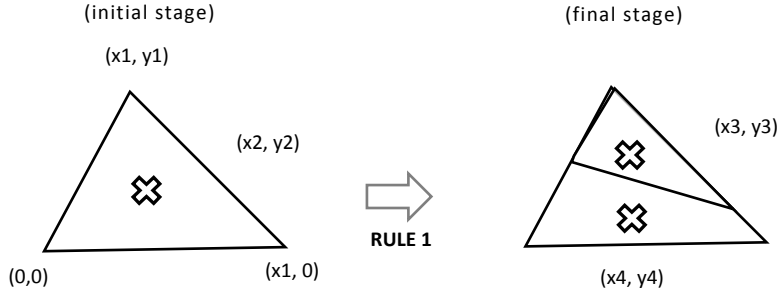 (initial stage)
(final stage)
(x1, y1)
(x2, y2)
(x3, y3)
RULE 1
(0,0)
(x1, 0)
(x4, y4)